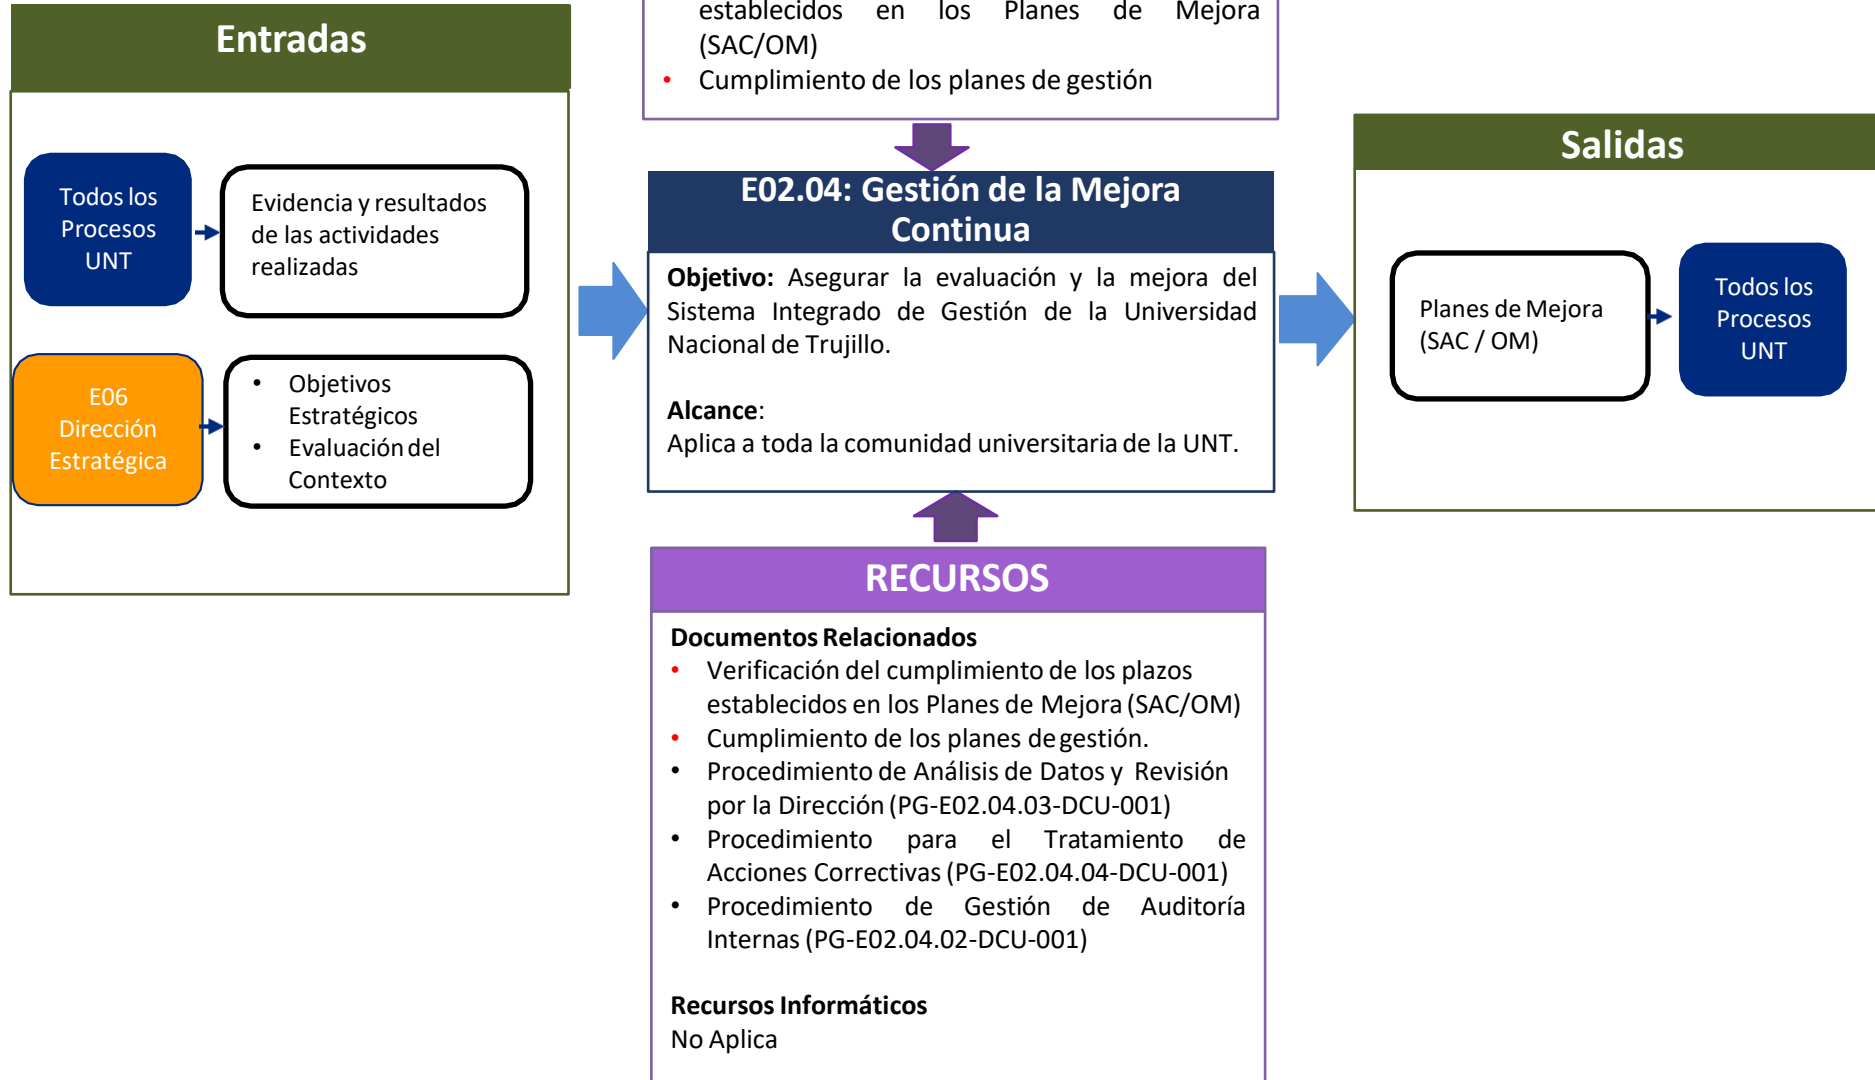 Entradas
Todos los
Procesos
UNT
Evidencia y resultados
de las actividades
realizadas
E06
Dirección
Estratégica
• Objetivos
Estratégicos
• Evaluación del
Contexto
establecidos en los Planes de Mejora
(SAC/OM)
• Cumplimiento de los planes de gestión
E02.04: Gestión de la Mejora
Continua
Objetivo: Asegurar la evaluación y la mejora del
Sistema Integrado de Gestión de la Universidad
Nacional de Trujillo.
Alcance:
Aplica a toda la comunidad universitaria de la UNT.
RECURSOS
Documentos Relacionados
• Verificación del cumplimiento de los plazos
establecidos en los Planes de Mejora (SAC/OM)
• Cumplimiento de los planes de gestión.
• Procedimiento de Análisis de Datos y Revisión
por la Dirección (PG-E02.04.03-DCU-001)
• Procedimiento para el Tratamiento de
Acciones Correctivas (PG-E02.04.04-DCU-001)
• Procedimiento de Gestión de Auditoría
Internas (PG-E02.04.02-DCU-001)
Recursos Informáticos
No Aplica
Salidas
Planes de Mejora
(SAC / OM)
Todos los
Procesos
UNT